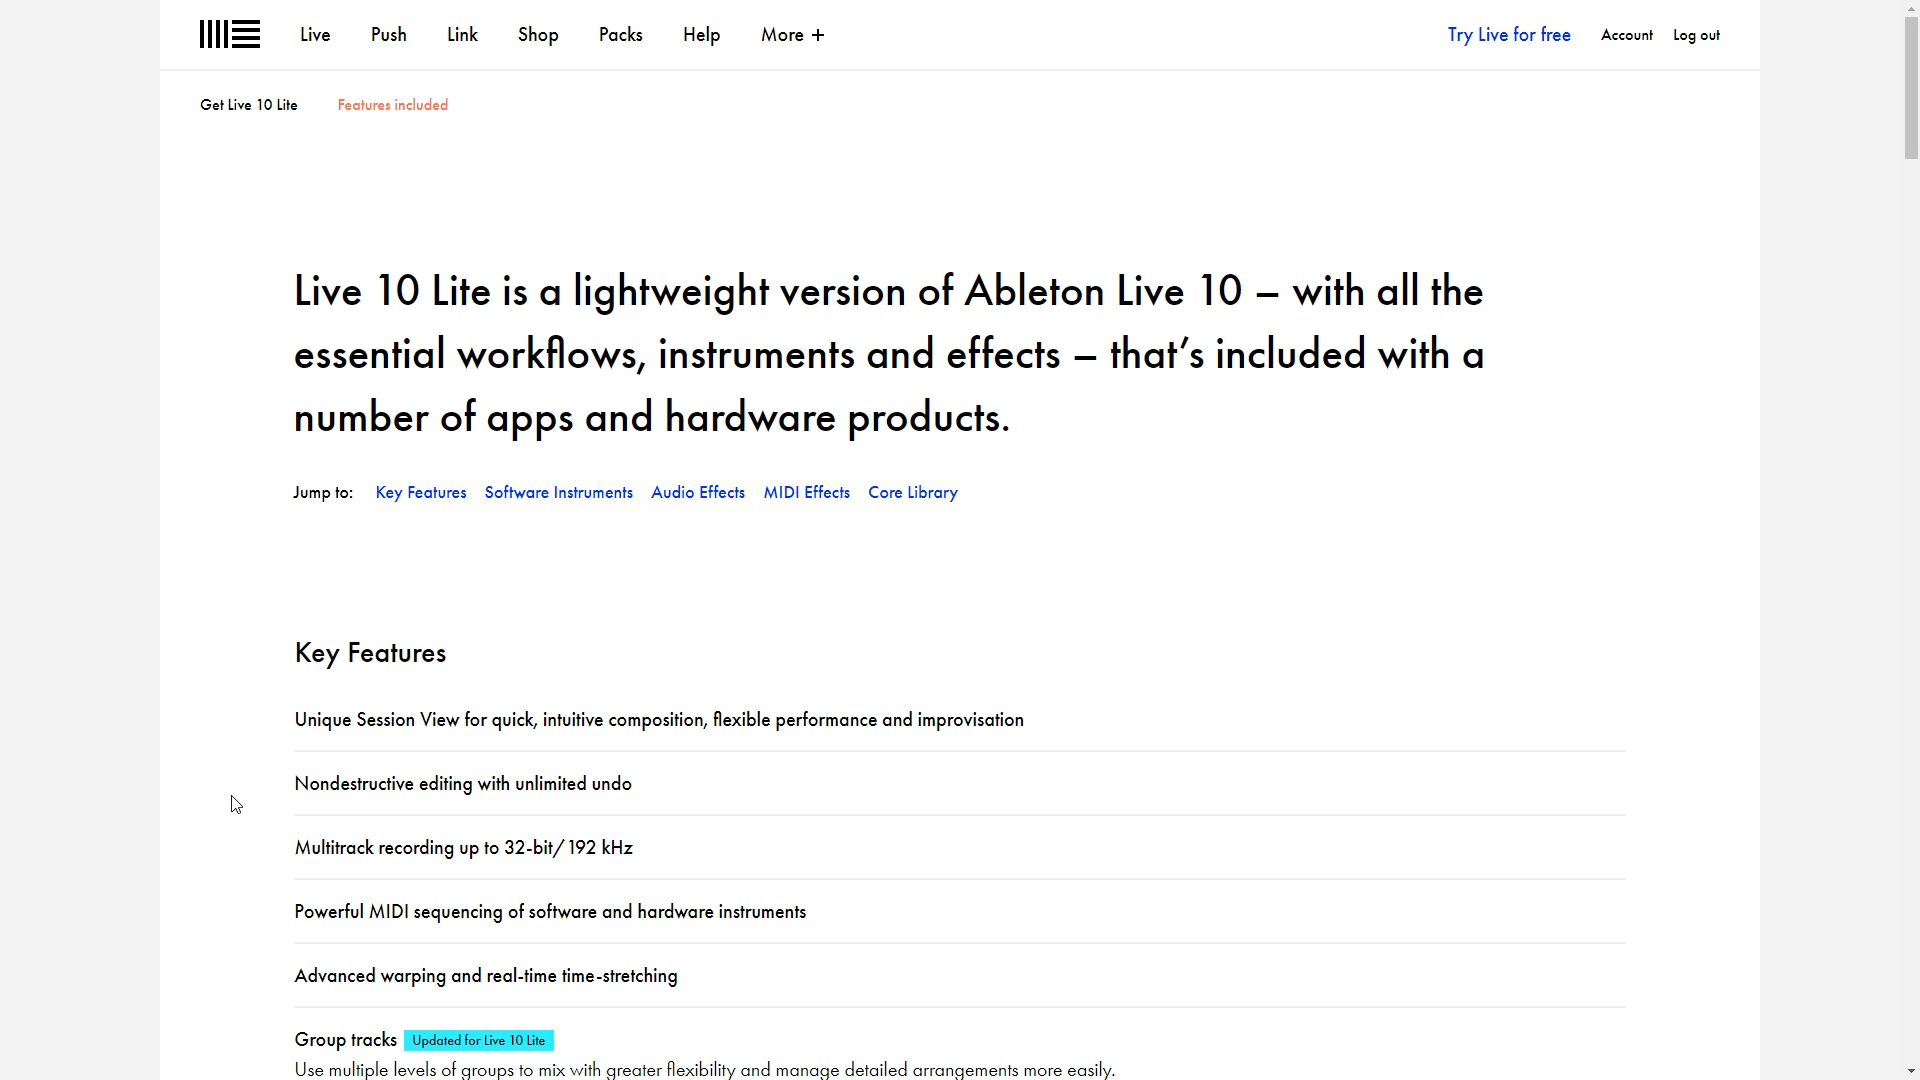 Live Push Link Shop Packs Help More + Try Live for free Account Log out
Get Live 10 Lite Features included
Live 10 Lite is a lightweight version of Ableton Live 10 – with all the
essential workflows, instruments and effects – that’s included with a
number of apps and hardware products.
Jump to: Key Features Software Instruments Audio Effects MIDI Effects Core Library
Key Features
Unique Session View for quick, intuitive composition, flexible performance and improvisation
Nondestructive editing with unlimited undo
Multitrack recording up to 32-bit/192 kHz
Powerful MIDI sequencing of software and hardware instruments
Advanced warping and real-time time-stretching
Group tracks Updated for Live 10 Lite
Use multiple levels of groups to mix with greater flexibility and manage detailed arrangements more easily.